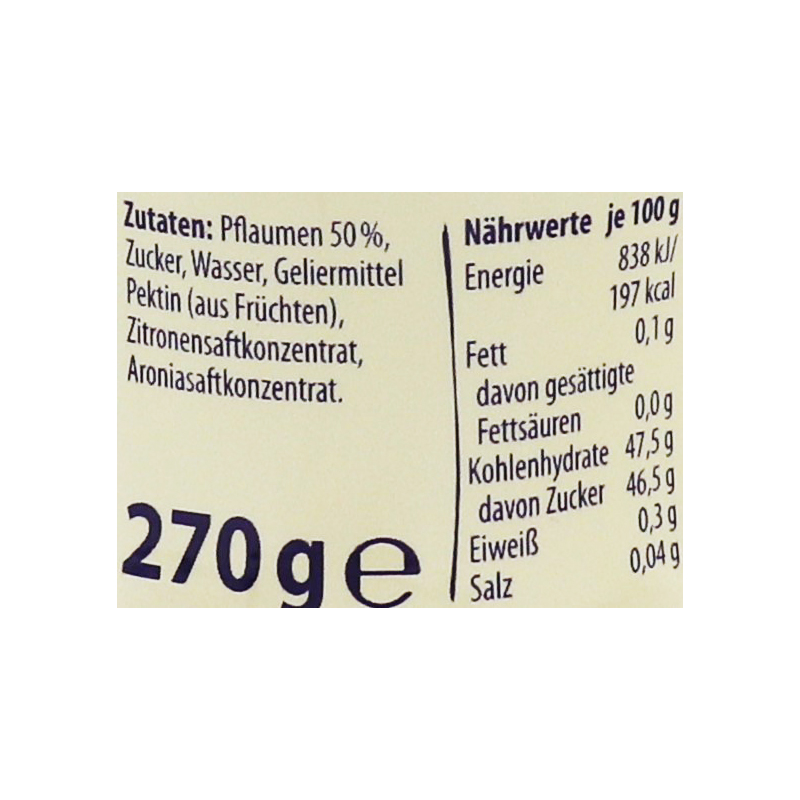 Zutaten: Pflaumen 50%,
Zucker, Wasser, Geliermittel
Pektin (aus Früchten),
Zitronensaftkonzentrat,
Aroniasaftkonzentrat.
270 g e
Nährwerte je 100 g
Energie 838 kJ/
197 kcal
Fett 0,1 g
davon gesättigte
Fettsäuren 0,0 g
Kohlenhydrate 47,5 g
davon Zucker 46,5 g
Eiweiß 0,3 g
Salz 0,04 g